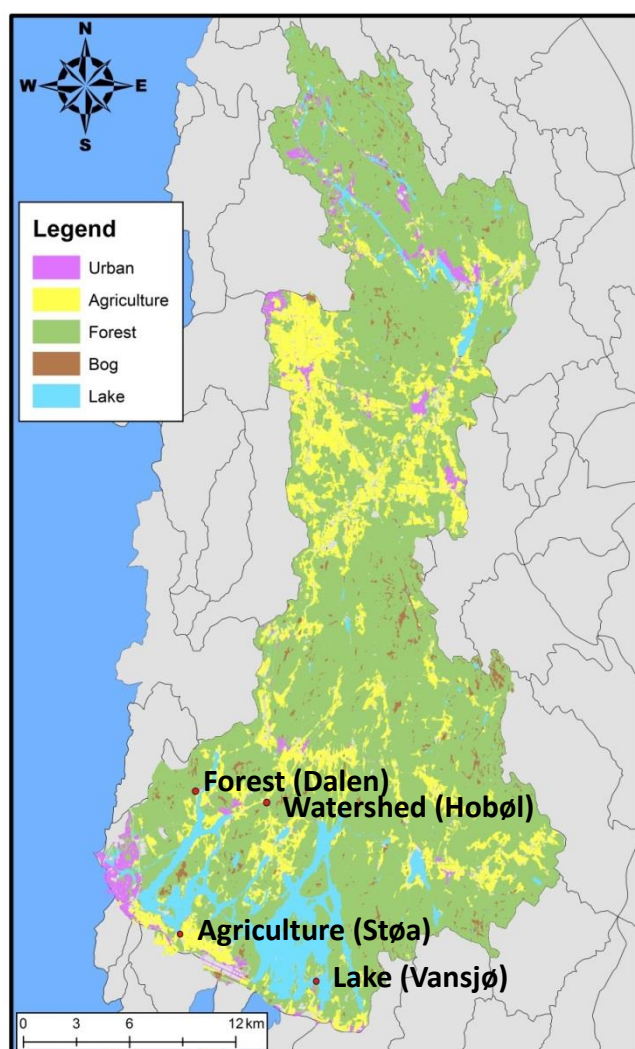 N
W E
S
Legend
Urban
Agriculture
Forest
Bog
Lake
Forest (Dalen)
Watershed (Hobøl)
Agriculture (Støa)
Lake (Vansjø)
0 3 6 12 km